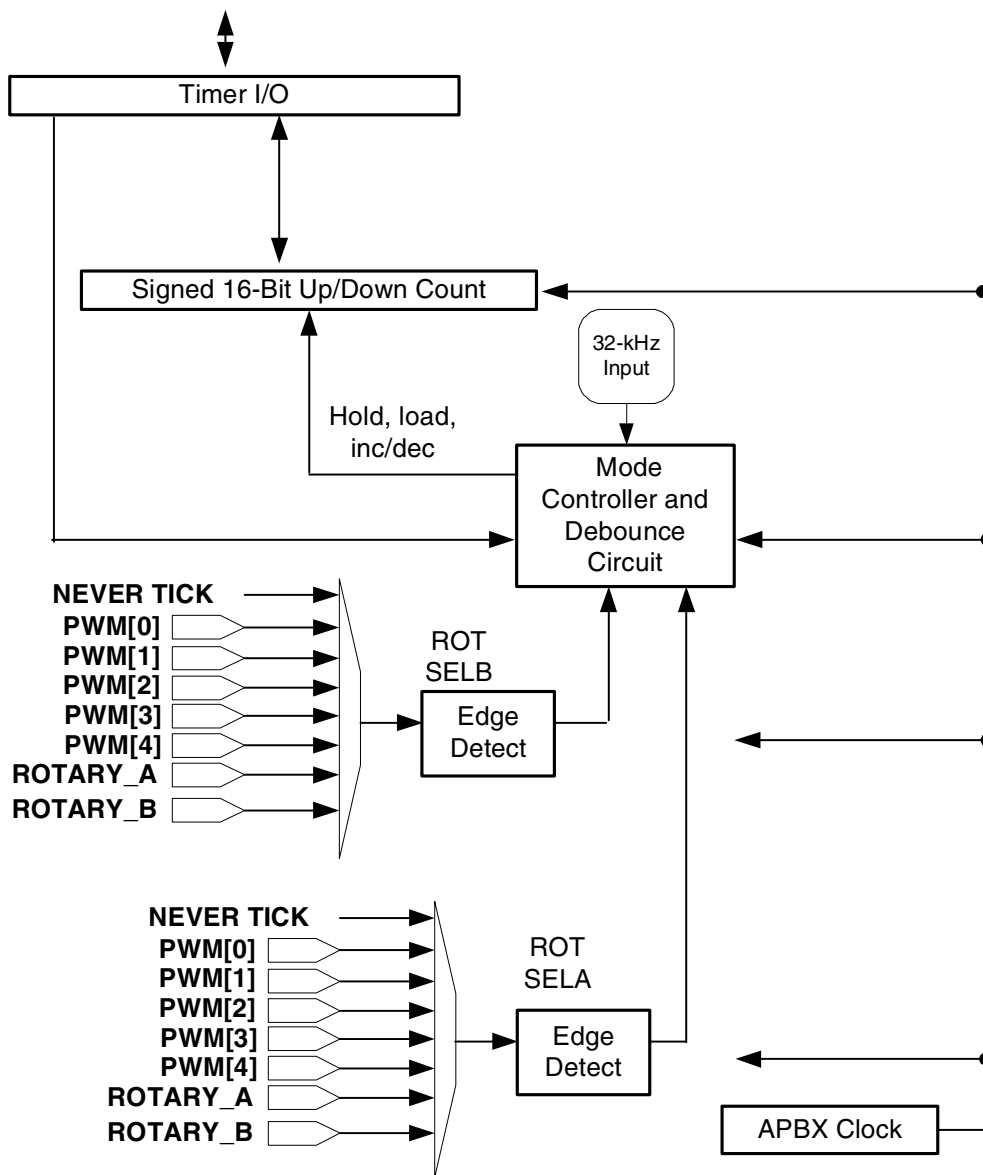 Timer I/O
Signed 16-Bit Up/Down Count
32-kHz
Input
Hold, load,
inc/dec
Mode
Controller and
Debounce
Circuit
NEVER TICK
PWM[0]
PWM[1]
PWM[2]
PWM[3]
PWM[4]
ROTARY_A
ROTARY_B
ROT
SELB
Edge
Detect
NEVER TICK
PWM[0]
PWM[1]
PWM[2]
PWM[3]
PWM[4]
ROTARY_A
ROTARY_B
ROT
SELA
Edge
Detect
APBX Clock